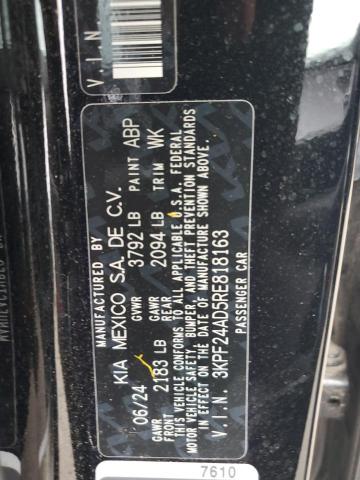 MANUFACTURED BY
KIA MEXICO S.A. DE C.V.
06/24 GVWR 3792 LB PAINT ABP
GAWR FRONT 2183 LB GAWR REAR 2094 LB TRIM WK
THIS VEHICLE CONFORMS TO ALL APPLICABLE U.S.A. FEDERAL
MOTOR VEHICLE SAFETY, BUMPER, AND THEFT PREVENTION STANDARDS
IN EFFECT ON THE DATE OF MANUFACTURE SHOWN ABOVE.
V.I.N. 3KPF24AD5RE818163
PASSENGER CAR
V.I.N
7610